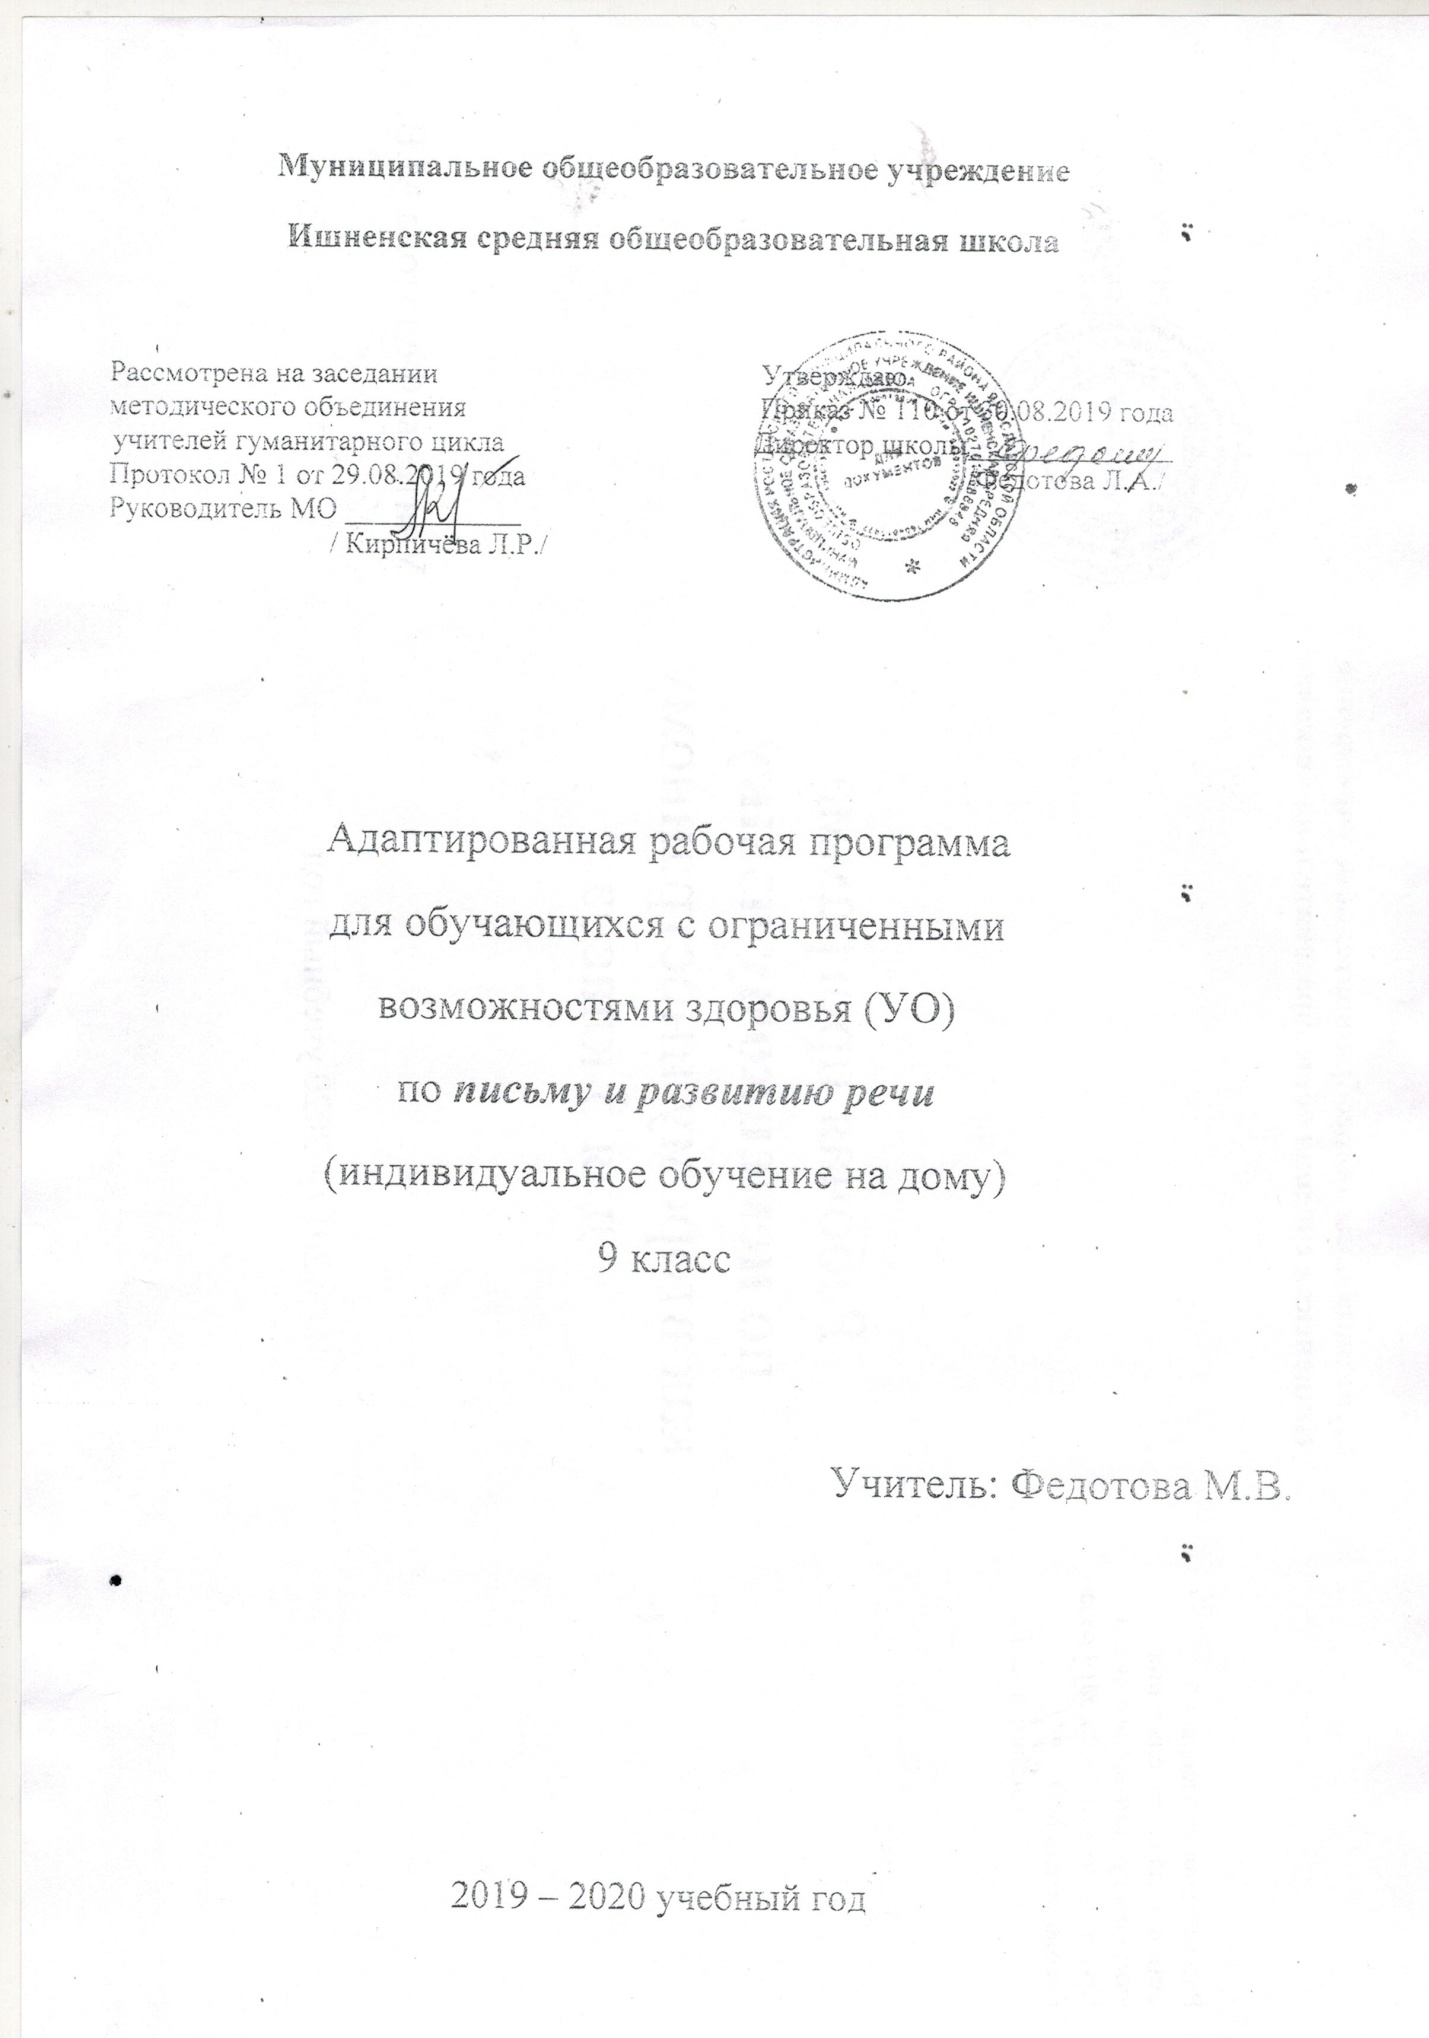 Муниципальное общеобразовательное учреждение
Ишненская средняя общеобразовательная школа
Рассмотрена на заседании
методического объединения
учителей гуманитарного цикла
Протокол № 1 от 29.08.2019 года
Руководитель МО
/ Кирпичёва Л.Р./
Утверждаю
Приказ № 110 от 30.08.2019 года
Директор школы
Федотова Л.А./
ДЛЯ
ДОКУМЕНТОВ
Адаптированная рабочая программа
для обучающихся с ограниченными
возможностями здоровья (УО)
по письму и развитию речи
(индивидуальное обучение на дому)
9 класс
Учитель: Федотова М.В.
2019 – 2020 учебный год